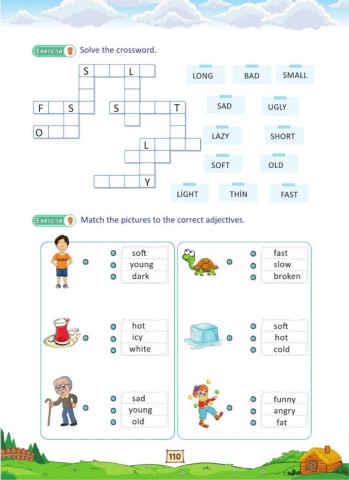 Exercise 8 Solve the crossword.
S L
LONG BAD SMALL
F S S T
SAD UGLY
O
LAZY SHORT
L
SOFT OLD
Y
LİGHT THİN FAST
Exercise 9 Match the pictures to the correct adjectives.
soft
young
dark
fast
slow
broken
hot
icy
white
soft
hot
cold
sad
young
old
funny
angry
fat
110